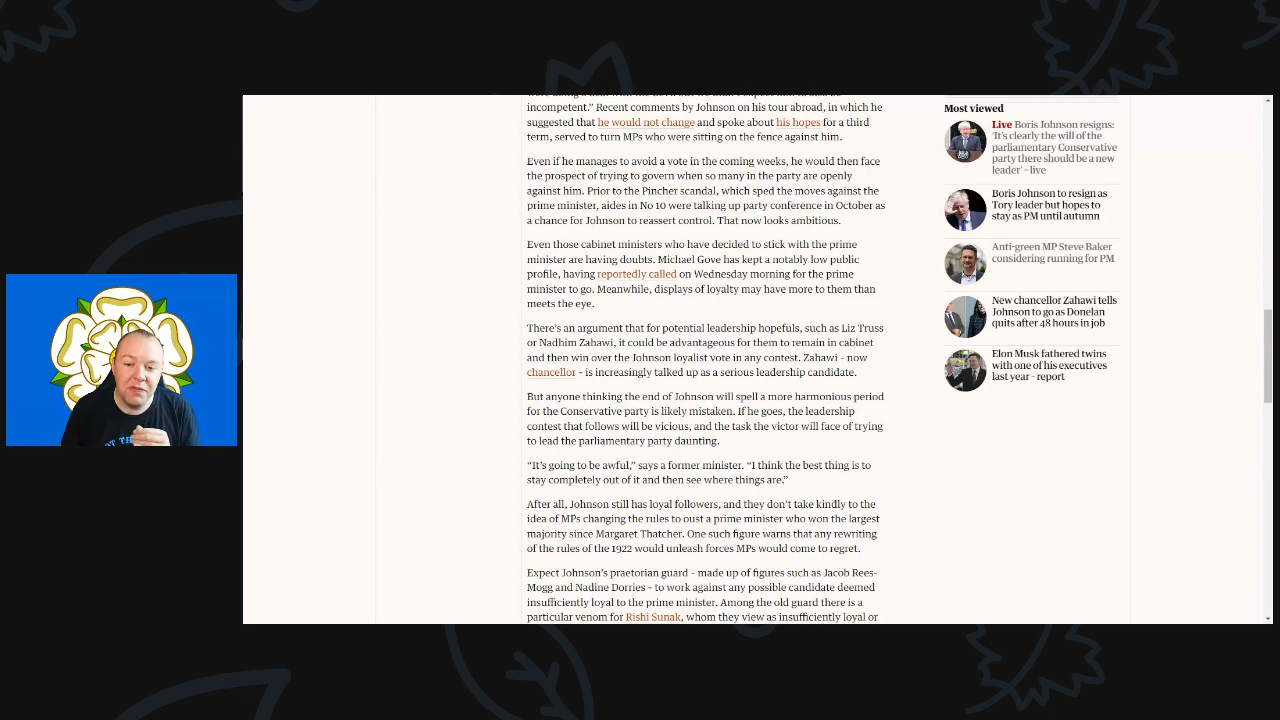 incompetent.” Recent comments by Johnson on his tour abroad, in which he
suggested that he would not change and spoke about his hopes for a third
term, served to turn MPs who were sitting on the fence against him.
Even if he manages to avoid a vote in the coming weeks, he would then face
the prospect of trying to govern when so many in the party are openly
against him. Prior to the Pincher scandal, which sped the moves against the
prime minister, aides in No 10 were talking up party conference in October as
a chance for Johnson to reassert control. That now looks ambitious.
Even those cabinet ministers who have decided to stick with the prime
minister are having doubts. Michael Gove has kept a notably low public
profile, having reportedly called on Wednesday morning for the prime
minister to go. Meanwhile, displays of loyalty may have more to them than
meets the eye.
There’s an argument that for potential leadership hopefuls, such as Liz Truss
or Nadhim Zahawi, it could be advantageous for them to remain in cabinet
and then win over the Johnson loyalist vote in any contest. Zahawi – now
chancellor – is increasingly talked up as a serious leadership candidate.
But anyone thinking the end of Johnson will spell a more harmonious period
for the Conservative party is likely mistaken. If he goes, the leadership
contest that follows will be vicious, and the task the victor will face of trying
to lead the parliamentary party daunting.
“It’s going to be awful,” says a former minister. “I think the best thing is to
stay completely out of it and then see where things are.”
After all, Johnson still has loyal followers, and they don’t take kindly to the
idea of MPs changing the rules to oust a prime minister who won the largest
majority since Margaret Thatcher. One such figure warns that any rewriting
of the rules of the 1922 would unleash forces MPs would come to regret.
Expect Johnson’s praetorian guard – made up of figures such as Jacob Rees-
Mogg and Nadine Dorries – to work against any possible candidate deemed
insufficiently loyal to the prime minister. Among the old guard there is a
particular venom for Rishi Sunak, whom they view as insufficiently loyal or
Most viewed
Live Boris Johnson resigns:
‘It’s clearly the will of the
parliamentary Conservative
party there should be a new
leader’ – live
Boris Johnson to resign as
Tory leader but hopes to
stay as PM until autumn
Anti-green MP Steve Baker
considering running for PM
New chancellor Zahawi tells
Johnson to go as Donelan
quits after 48 hours in job
Elon Musk fathered twins
with one of his executives
last year – report